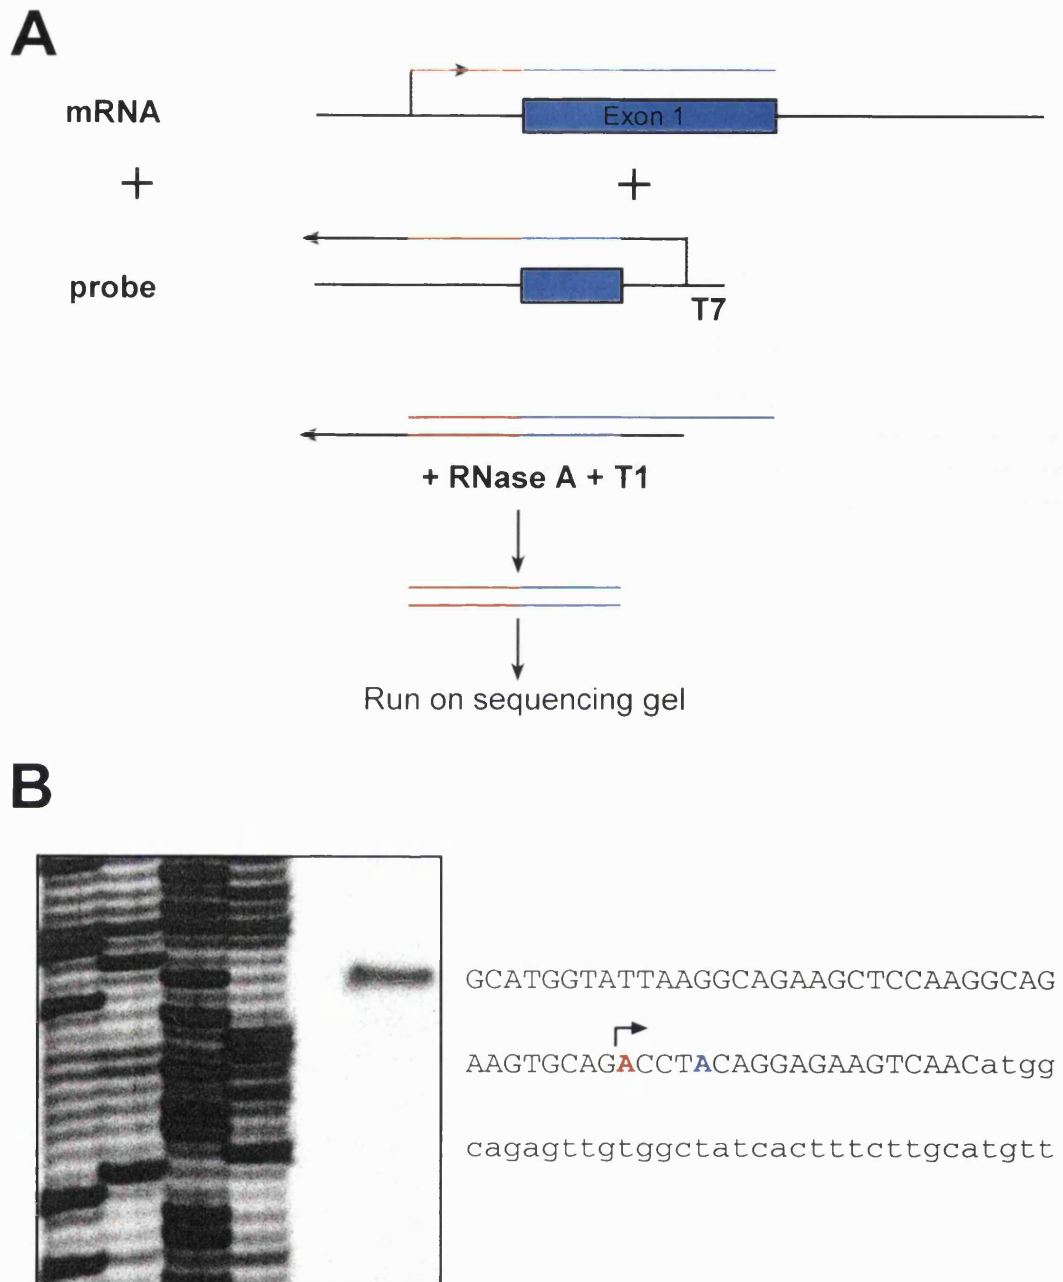 A
mRNA
Exon 1
+ +
probe
T7
+ RNase A + T1
Run on sequencing gel
B
GCATGGTATTAAGGCAGAAGCTCCAAGGCAG
AAGTGCAGACCTACAGGAGAAGTCAACatgg
cagagttgtggctatcactttcttgcatgtt